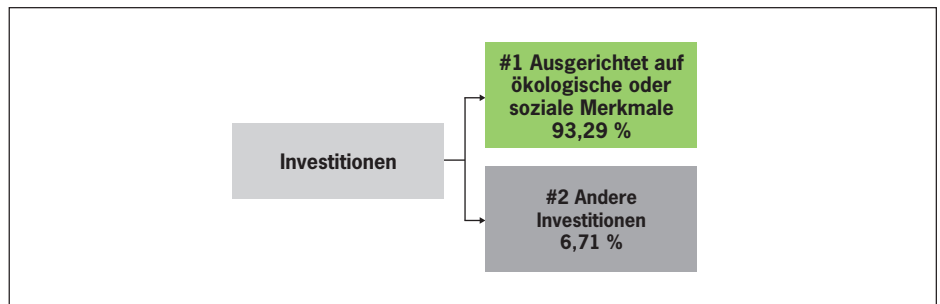 Investitionen
#1 Ausgerichtet auf
ökologische oder
soziale Merkmale
93,29 %
#2 Andere
Investitionen
6,71 %